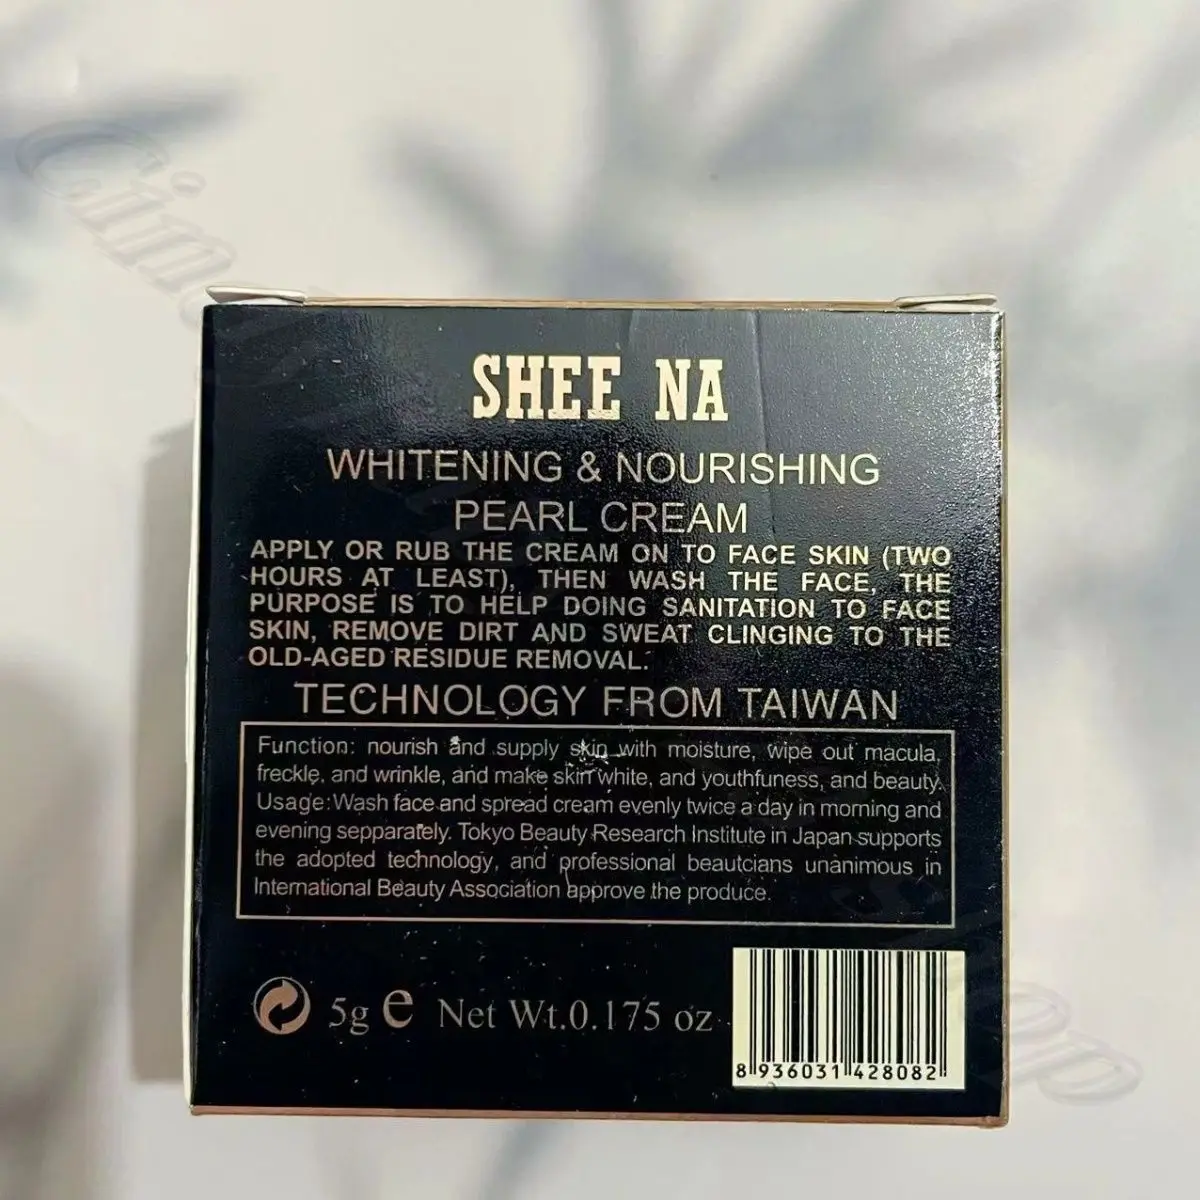 SHEE NA
WHITENING & NOURISHING
PEARL CREAM
APPLY OR RUB THE CREAM ON TO FACE SKIN (TWO
HOURS AT LEAST), THEN WASH THE FACE, THE
PURPOSE IS TO HELP DOING SANITATION TO FACE
SKIN, REMOVE DIRT AND SWEAT CLINGING TO THE
OLD-AGED RESIDUE REMOVAL.
TECHNOLOGY FROM TAIWAN
Function: nourish and supply skin with moisture, wipe out macula,
freckle, and wrinkle, and make skin white, and youthfuness, and beauty.
Usage:Wash face and spread cream evenly twice a day in morning and
evening sepparately. Tokyo Beauty Research Institute in Japan supports
the adopted technology, and professional beautcians unanimous in
International Beauty Association approve the produce.
5g e Net Wt.0.175 oz
8 936031 428082